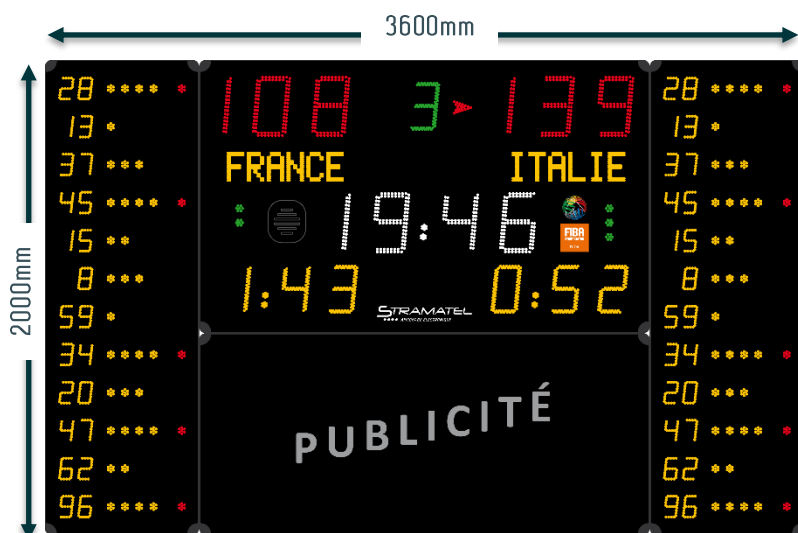 3600mm
2000mm
28 **** *
13 *
37 ***
45 **** *
15 **
8 ***
59 *
34 **** *
20 ***
47 **** *
62 **
96 **** *
108 3 139
FRANCE ITALIE
19:46
FIBA
1:43 0:52
STRAMATEL
PUBLICITÉ
28 **** *
13 *
37 ***
45 **** *
15 **
8 ***
59 *
34 **** *
20 ***
47 **** *
62 **
96 **** *